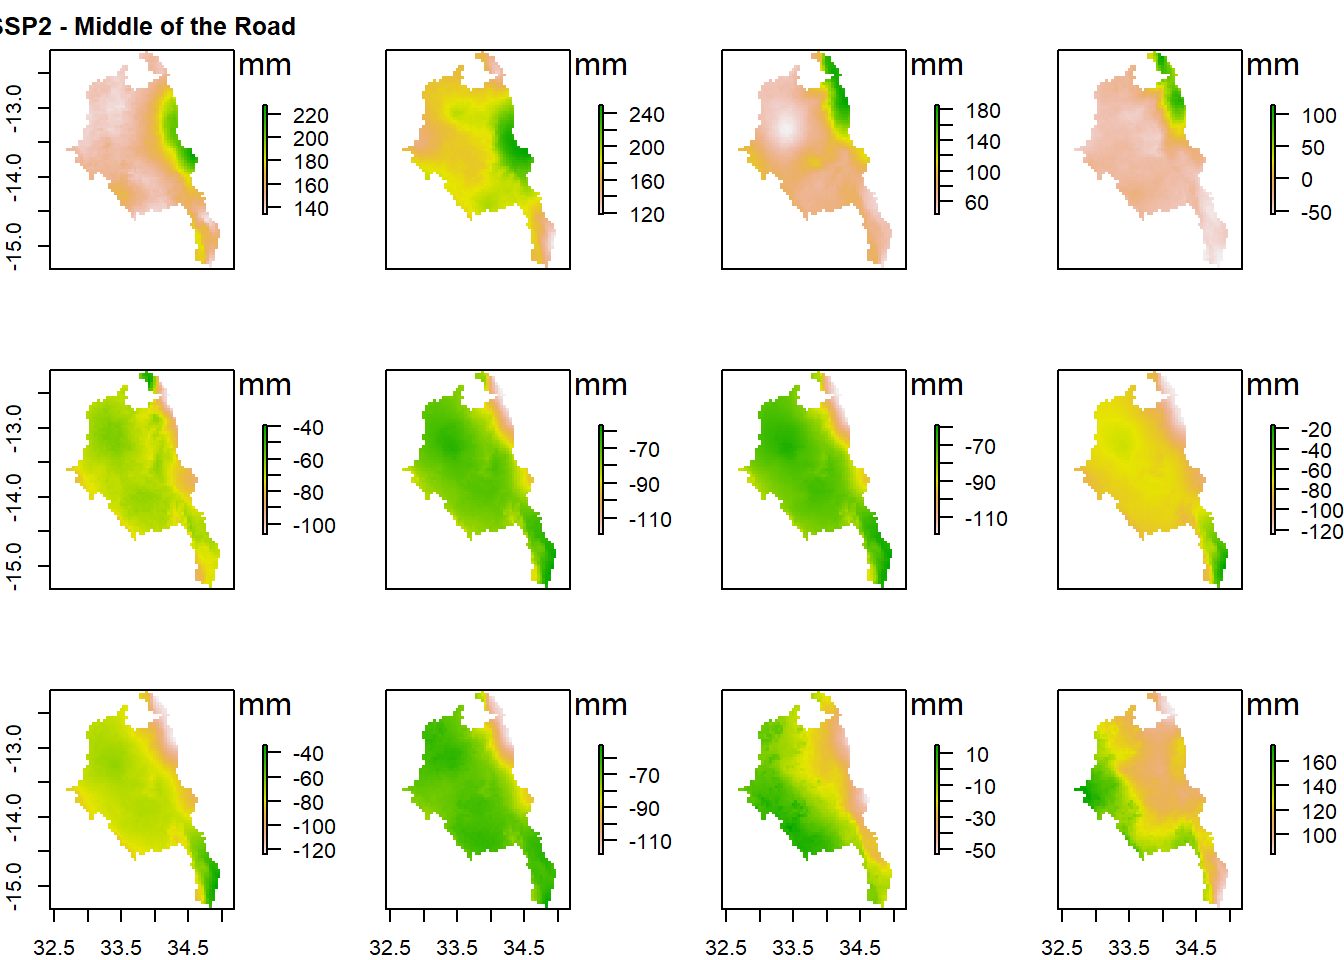 SSP2 - Middle of the Road
mm mm mm mm
-13.0 -14.0 -15.0
220 200 180 160 140
240 200 160 120
180 140 100 60
100 50 0 -50
mm mm mm mm
-13.0 -14.0 -15.0
-40 -60 -80 -100
-70 -90 -110
-70 -90 -110
-20 -40 -60 -80 -100 -120
mm mm mm mm
-13.0 -14.0 -15.0
-40 -60 -80 -100 -120
-70 -90 -110
10 -10 -30 -50
160 140 120 100
32.5 33.5 34.5 32.5 33.5 34.5 32.5 33.5 34.5 32.5 33.5 34.5